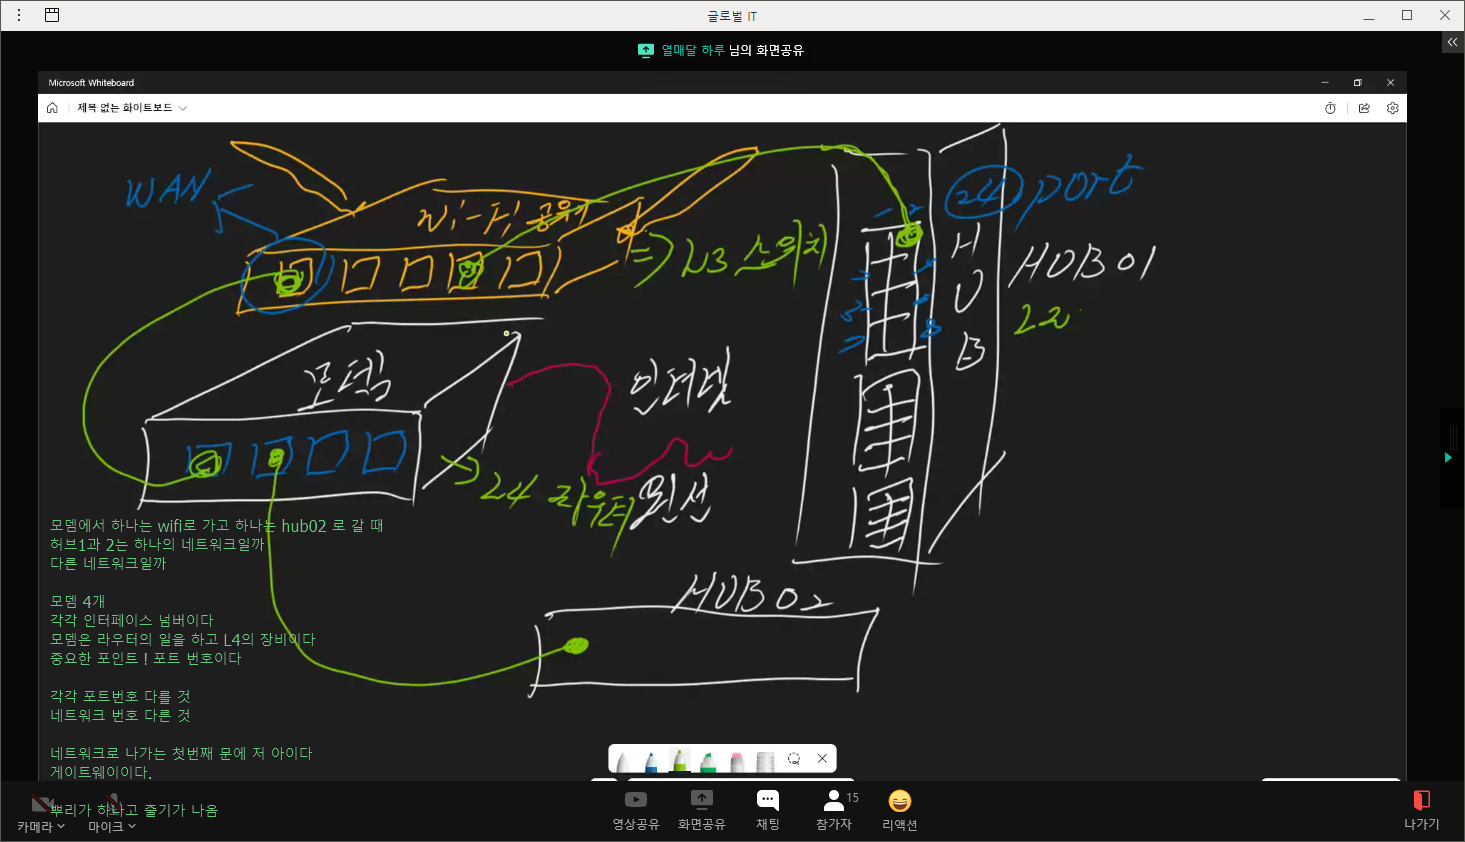 글로벌 IT
열매달 하루 님의 화면공유
Microsoft Whiteboard
제목 없는 화이트보드
WAN
Wi-Fi 공유기
=> L3 스위치
24 port
HUB
HUB 01
L2
모뎀
인터넷
회선
-> L4 라우터
HUB 02
모뎀에서 하나는 wifi로 가고 하나는 hub02 로 갈 때
허브1과 2는 하나의 네트워크일까
다른 네트워크일까
모뎀 4개
각각 인터페이스 넘버이다
모뎀은 라우터의 일을 하고 L4의 장비이다
중요한 포인트 ! 포트 번호이다
각각 포트번호 다를 것
네트워크 번호 다른 것
네트워크로 나가는 첫번째 문에 저 아이다
게이트웨이이다.
뿌리가 하나고 줄기가 나옴
카메라
마이크
영상공유
화면공유
채팅
참가자
15
리액션
나가기